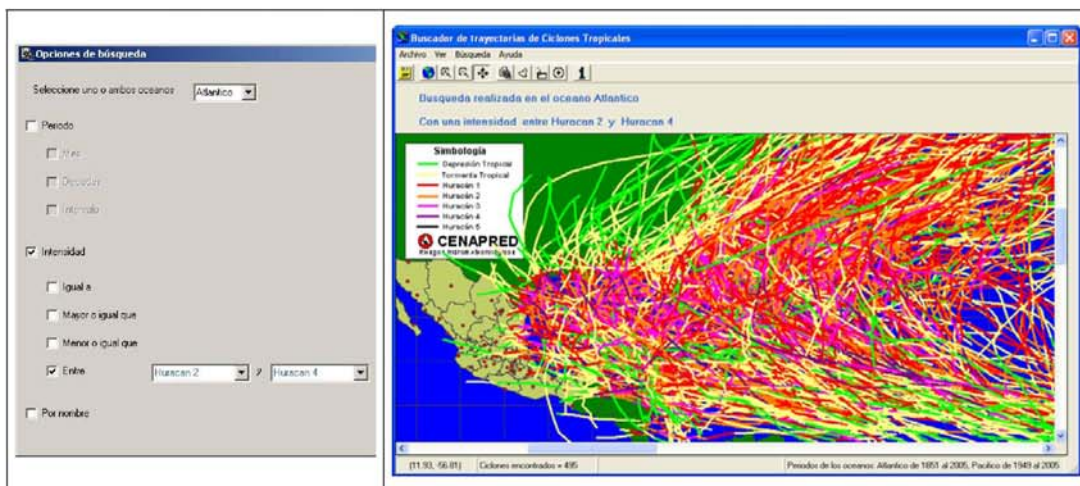 Opciones de búsqueda
Seleccione uno o ambos oceanos
Atlantico
Periodo
Mes
Decadas
Intervalo
Intensidad
Igual a
Mayor o igual que
Menor o igual que
Entre
Huracan 2
y
Huracan 4
Por nombre
Buscador de trayectorias de Ciclones Tropicales
Archivo Ver Búsqueda Ayuda
Busqueda realizada en el oceano Atlantico
Con una intensidad entre Huracan 2 y Huracan 4
Simbología
Depresión Tropical
Tormenta Tropical
Huracán 1
Huracán 2
Huracán 3
Huracán 4
Huracán 5
CENAPRED
(11.93, -56.81)
Ciclones encontrados = 495
Periodos de los oceanos: Atlantico de 1851 al 2005, Pacifico de 1949 al 2005